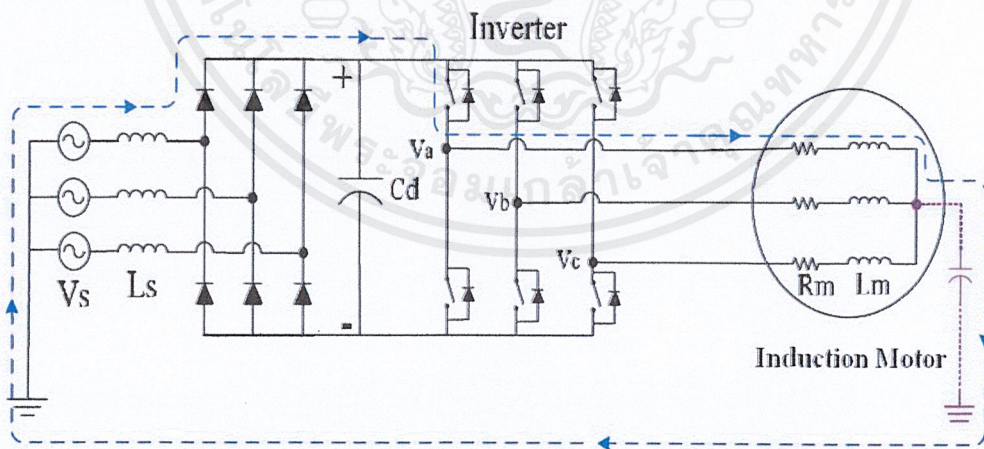 Inverter
+
Va
Cd
Vb
Vc
Vs
Ls
Rm
Lm
-
Induction Motor